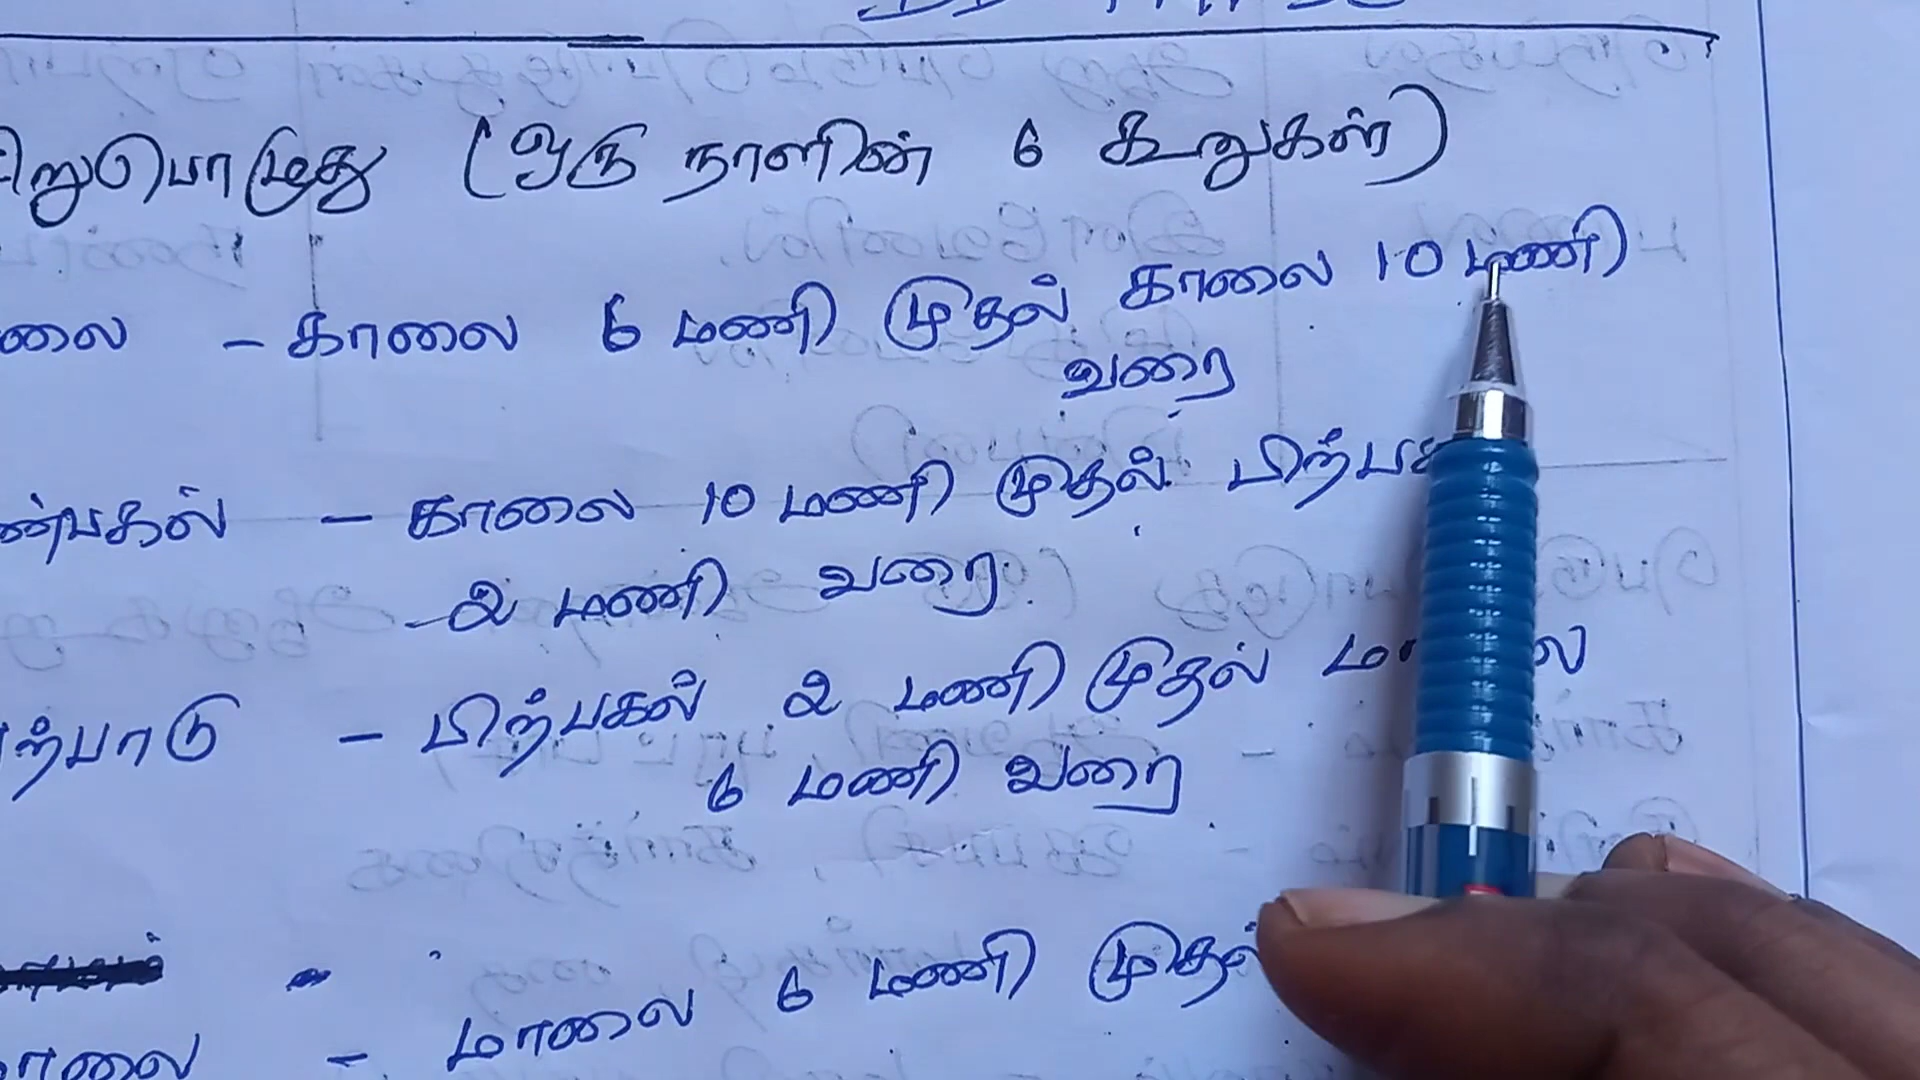 சிறுபொழுது (ஒரு நாளின் 6 கூறுகள்)
காலை - காலை 6 மணி முதல் காலை 10 மணி
வரை
நண்பகல் - காலை 10 மணி முதல் பிற்பக
2 மணி வரை
எற்பாடு - பிற்பகல் 2 மணி முதல் மாலை
6 மணி வரை
மாலை - மாலை 6 மணி முதல்